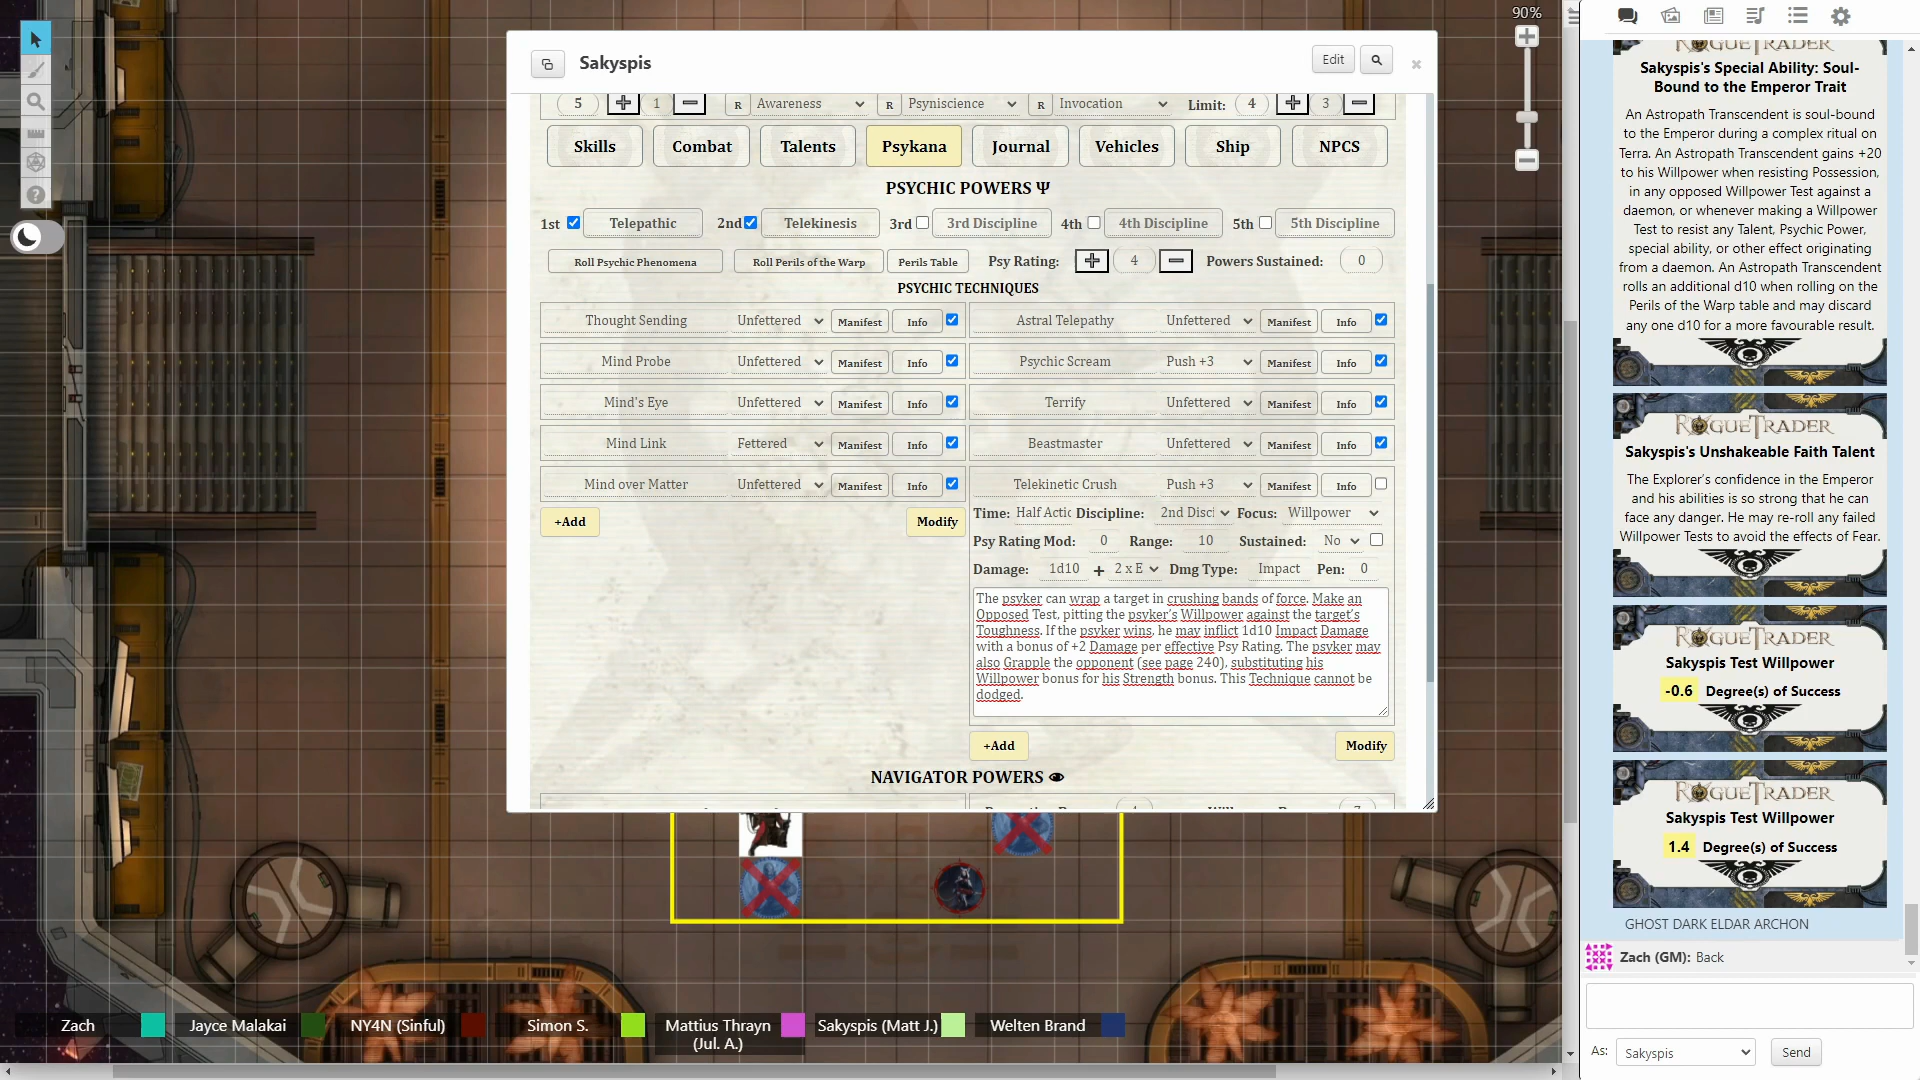 90%
Sakyspis
Edit
5 1 R Awareness R Psyniscience R Invocation Limit: 4 3
Skills Combat Talents Psykana Journal Vehicles Ship NPCS
PSYCHIC POWERS Ψ
1st Telepathic 2nd Telekinesis 3rd 3rd Discipline 4th 4th Discipline 5th 5th Discipline
Roll Psychic Phenomena Roll Perils of the Warp Perils Table Psy Rating: 4 Powers Sustained: 0
PSYCHIC TECHNIQUES
Thought Sending Unfettered Manifest Info
Astral Telepathy Unfettered Manifest Info
Mind Probe Unfettered Manifest Info
Psychic Scream Push +3 Manifest Info
Mind's Eye Unfettered Manifest Info
Terrify Unfettered Manifest Info
Mind Link Fettered Manifest Info
Beastmaster Unfettered Manifest Info
Mind over Matter Unfettered Manifest Info
Telekinetic Crush Push +3 Manifest Info
+Add Modify
Time: Half Actic Discipline: 2nd Disci Focus: Willpower
Psy Rating Mod: 0 Range: 10 Sustained: No
Damage: 1d10 + 2 x E Dmg Type: Impact Pen: 0
The psyker can wrap a target in crushing bands of force. Make an
Opposed Test, pitting the psyker's Willpower against the target's
Toughness. If the psyker wins, he may inflict 1d10 Impact Damage
with a bonus of +2 Damage per effective Psy Rating. The psyker may
also Grapple the opponent (see page 240), substituting his
Willpower bonus for his Strength bonus. This Technique cannot be
dodged.
+Add Modify
NAVIGATOR POWERS
Zach
Jayce Malakai
NY4N (Sinful)
Simon S.
Mattius Thrayn
(Jul. A.)
Sakyspis (Matt J.)
Welten Brand
ROGUE TRADER
Sakyspis's Special Ability: Soul-
Bound to the Emperor Trait
An Astropath Transcendent is soul-bound
to the Emperor during a complex ritual on
Terra. An Astropath Transcendent gains +20
to his Willpower when resisting Possession,
in any opposed Willpower Test against a
daemon, or whenever making a Willpower
Test to resist any Talent, Psychic Power,
special ability, or other effect originating
from a daemon. An Astropath Transcendent
rolls an additional d10 when rolling on the
Perils of the Warp table and may discard
any one d10 for a more favourable result.
ROGUE TRADER
Sakyspis's Unshakeable Faith Talent
The Explorer's confidence in the Emperor
and his abilities is so strong that he can
face any danger. He may re-roll any failed
Willpower Tests to avoid the effects of Fear.
ROGUE TRADER
Sakyspis Test Willpower
-0.6 Degree(s) of Success
ROGUE TRADER
Sakyspis Test Willpower
1.4 Degree(s) of Success
GHOST DARK ELDAR ARCHON
Zach (GM): Back
As: Sakyspis Send